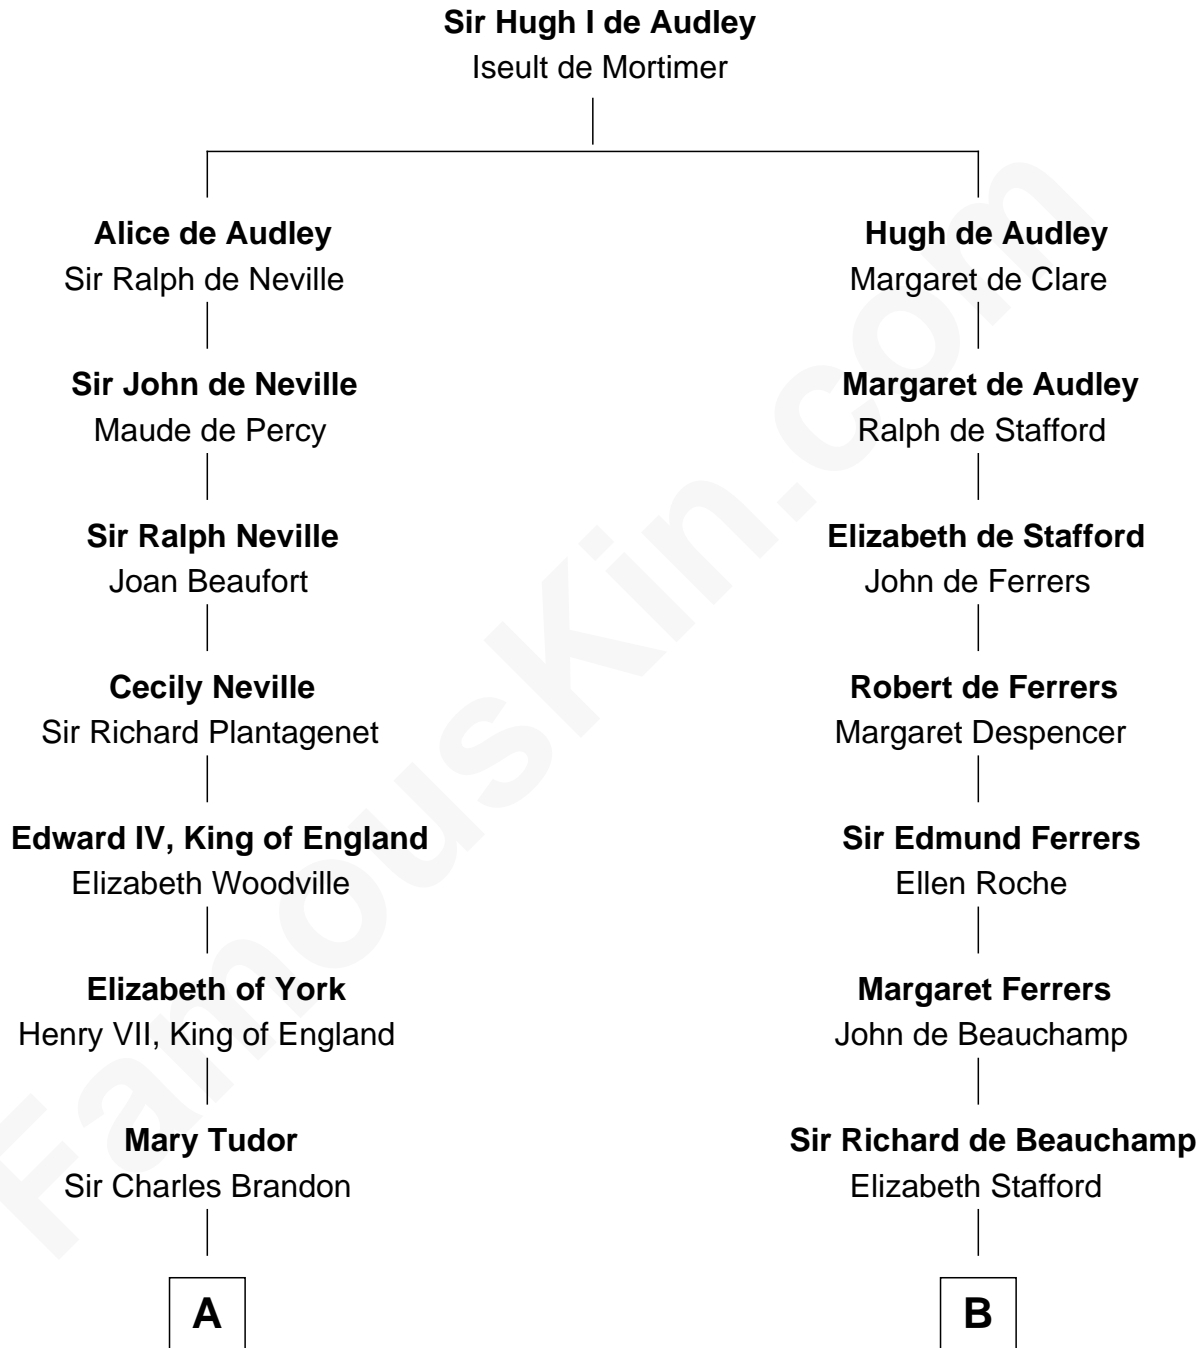 Sir Hugh I de Audley
Iseult de Mortimer
Alice de Audley
Sir Ralph de Neville
Hugh de Audley
Margaret de Clare
Sir John de Neville
Maude de Percy
Margaret de Audley
Ralph de Stafford
Sir Ralph Neville
Joan Beaufort
Elizabeth de Stafford
John de Ferrers
Cecily Neville
Sir Richard Plantagenet
Robert de Ferrers
Margaret Despencer
Edward IV, King of England
Elizabeth Woodville
Sir Edmund Ferrers
Ellen Roche
Elizabeth of York
Henry VII, King of England
Margaret Ferrers
John de Beauchamp
Mary Tudor
Sir Charles Brandon
Sir Richard de Beauchamp
Elizabeth Stafford
A
B
FamousKin.com